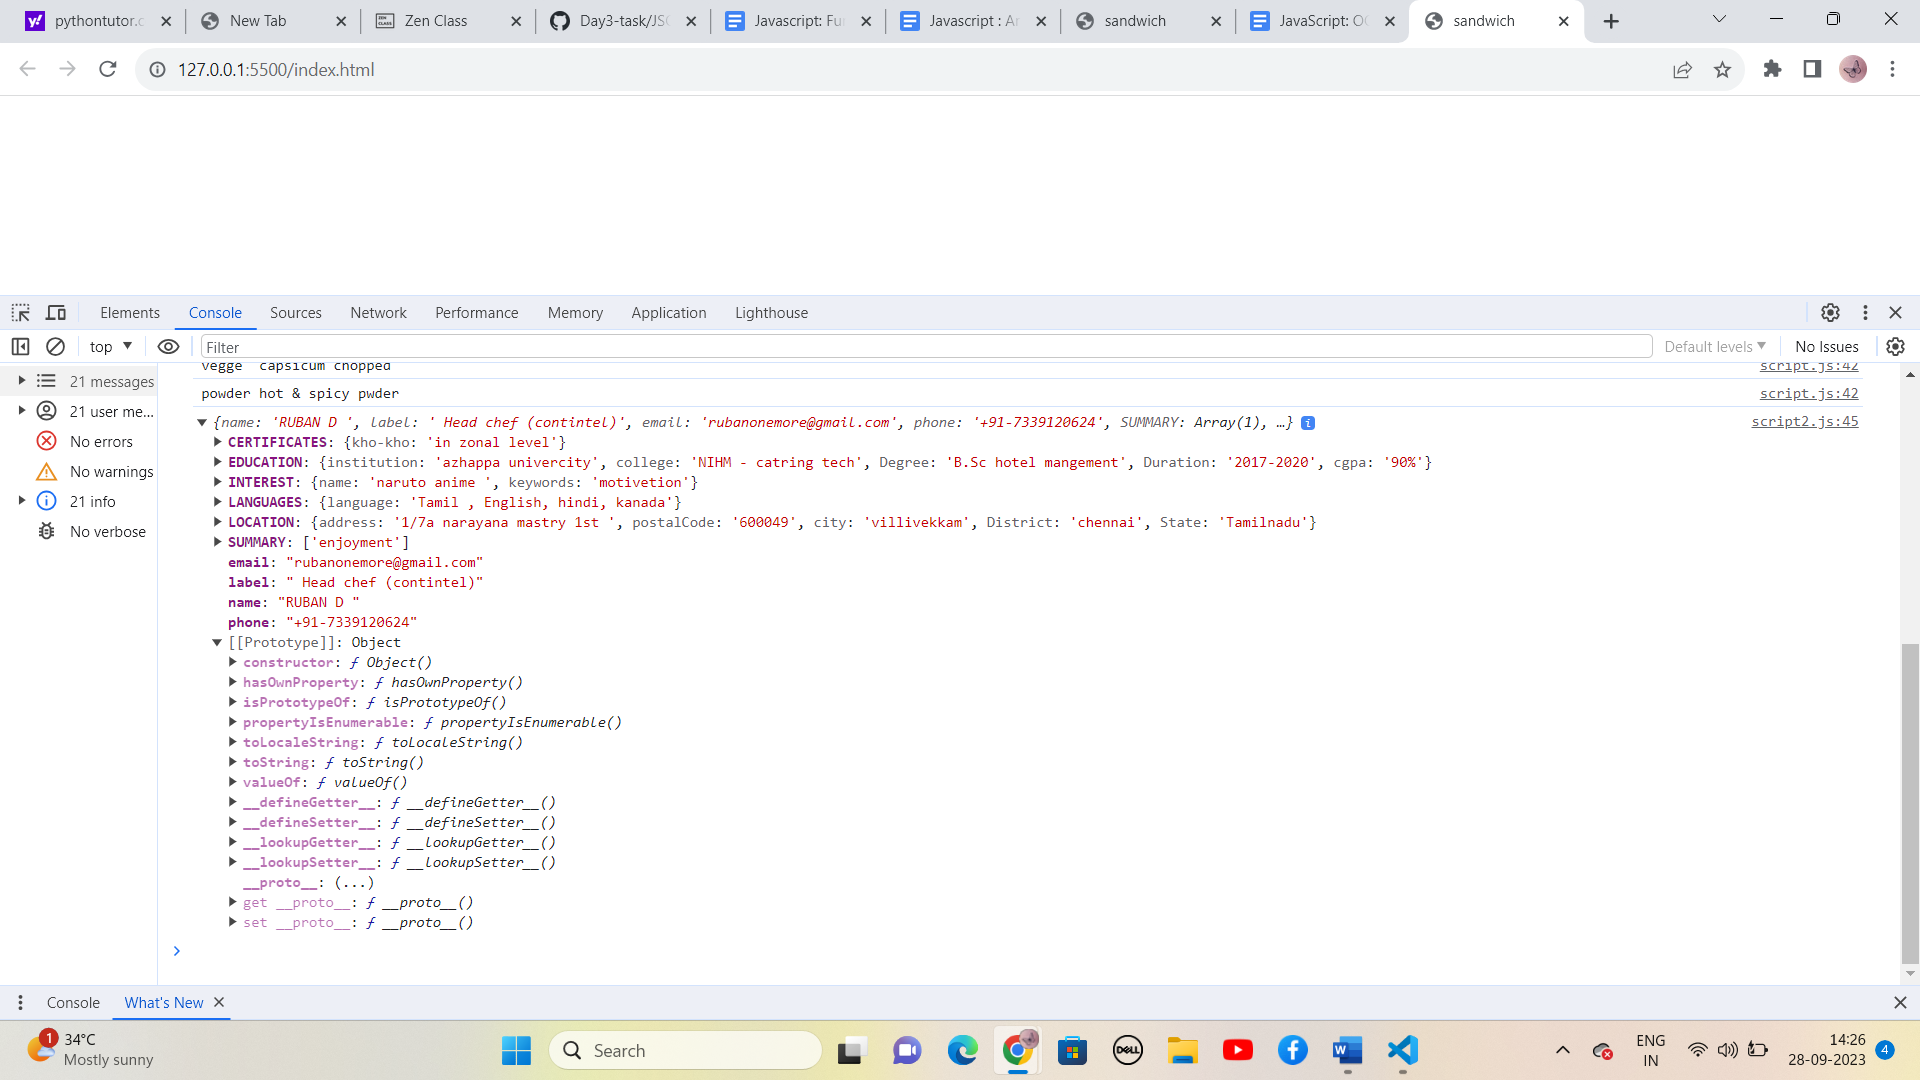 pythontutor.c
New Tab
Zen Class
Day3-task/JSO
Javascript: Fu
Javascript : Ar
sandwich
JavaScript: OO
sandwich
127.0.0.1:5500/index.html
Elements Console Sources Network Performance Memory Application Lighthouse
top Filter Default levels No Issues
21 messages
21 user me...
No errors
No warnings
21 info
No verbose
vegge  capsicum chopped script.js:42
powder hot & spicy pwder script.js:42
{name: 'RUBAN D ', label: ' Head chef (contintel)', email: 'rubanonemore@gmail.com', phone: '+91-7339120624', SUMMARY: Array(1), …} i script2.js:45
CERTIFICATES: {kho-kho: 'in zonal level'}
EDUCATION: {institution: 'azhappa univercity', college: 'NIHM - catring tech', Degree: 'B.Sc hotel mangement', Duration: '2017-2020', cgpa: '90%'}
INTEREST: {name: 'naruto anime ', keywords: 'motivetion'}
LANGUAGES: {language: 'Tamil , English, hindi, kanada'}
LOCATION: {address: '1/7a narayana mastry 1st ', postalCode: '600049', city: 'villivekkam', District: 'chennai', State: 'Tamilnadu'}
SUMMARY: ['enjoyment']
email: "rubanonemore@gmail.com"
label: " Head chef (contintel)"
name: "RUBAN D "
phone: "+91-7339120624"
[[Prototype]]: Object
constructor: ƒ Object()
hasOwnProperty: ƒ hasOwnProperty()
isPrototypeOf: ƒ isPrototypeOf()
propertyIsEnumerable: ƒ propertyIsEnumerable()
toLocaleString: ƒ toLocaleString()
toString: ƒ toString()
valueOf: ƒ valueOf()
__defineGetter__: ƒ __defineGetter__()
__defineSetter__: ƒ __defineSetter__()
__lookupGetter__: ƒ __lookupGetter__()
__lookupSetter__: ƒ __lookupSetter__()
__proto__: (...)
get __proto__: ƒ __proto__()
set __proto__: ƒ __proto__()
Console What's New
1 34°C
Mostly sunny
Search
DELL
ENG
IN
14:26
28-09-2023
4